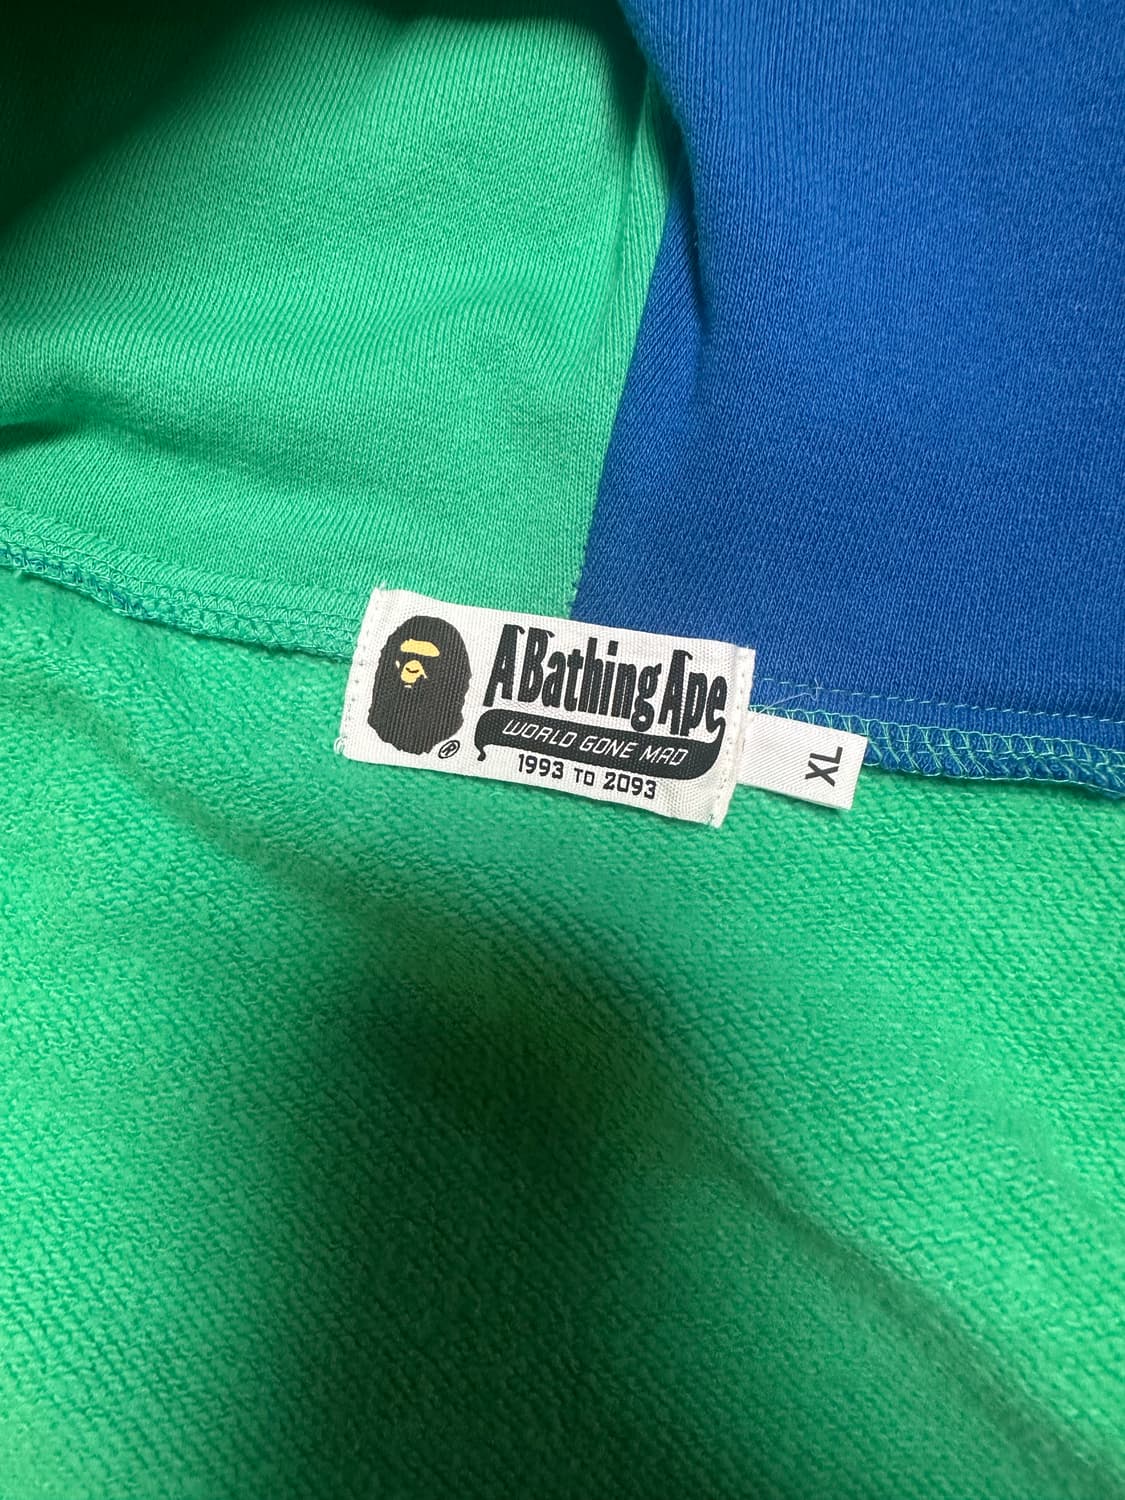 A Bathing Ape
®
WORLD GONE MAD
1993 TO 2093
XL